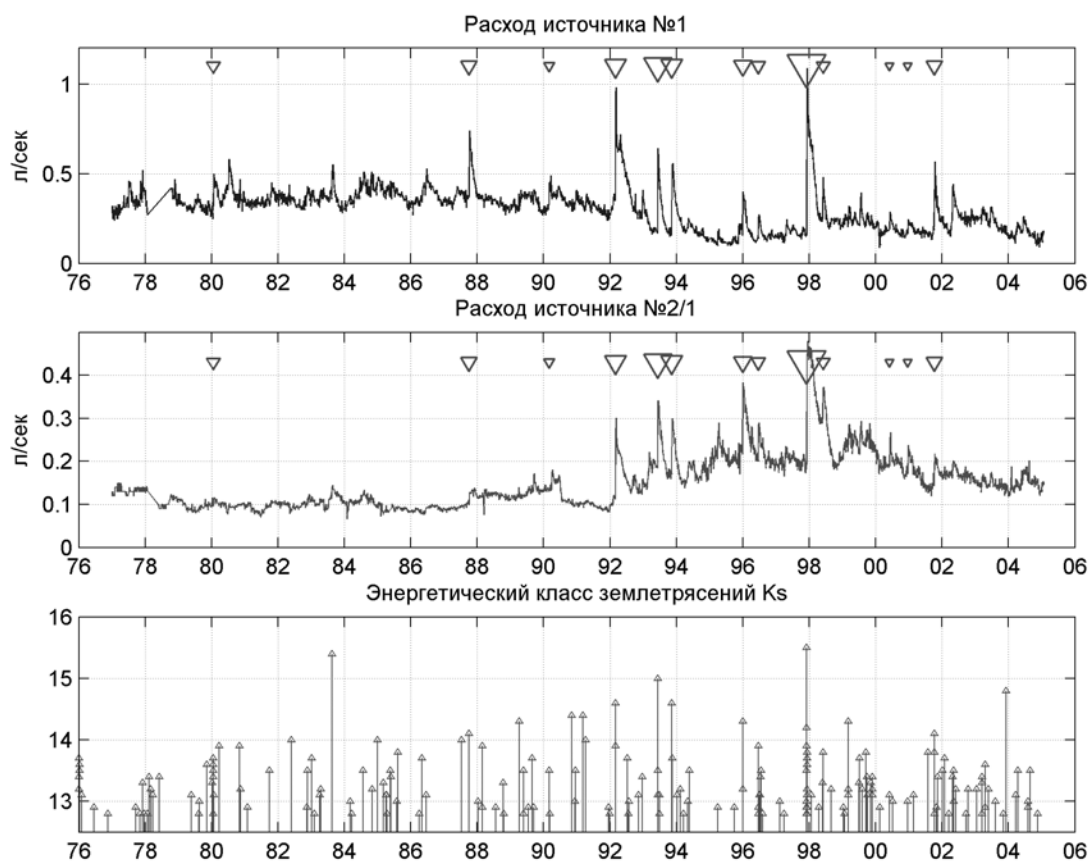 Расход источника №1
1
0.5
0
л/сек
76 78 80 82 84 86 88 90 92 94 96 98 00 02 04 06
Расход источника №2/1
0.4
0.3
0.2
0.1
0
л/сек
76 78 80 82 84 86 88 90 92 94 96 98 00 02 04 06
Энергетический класс землетрясений Ks
16
15
14
13
76 78 80 82 84 86 88 90 92 94 96 98 00 02 04 06